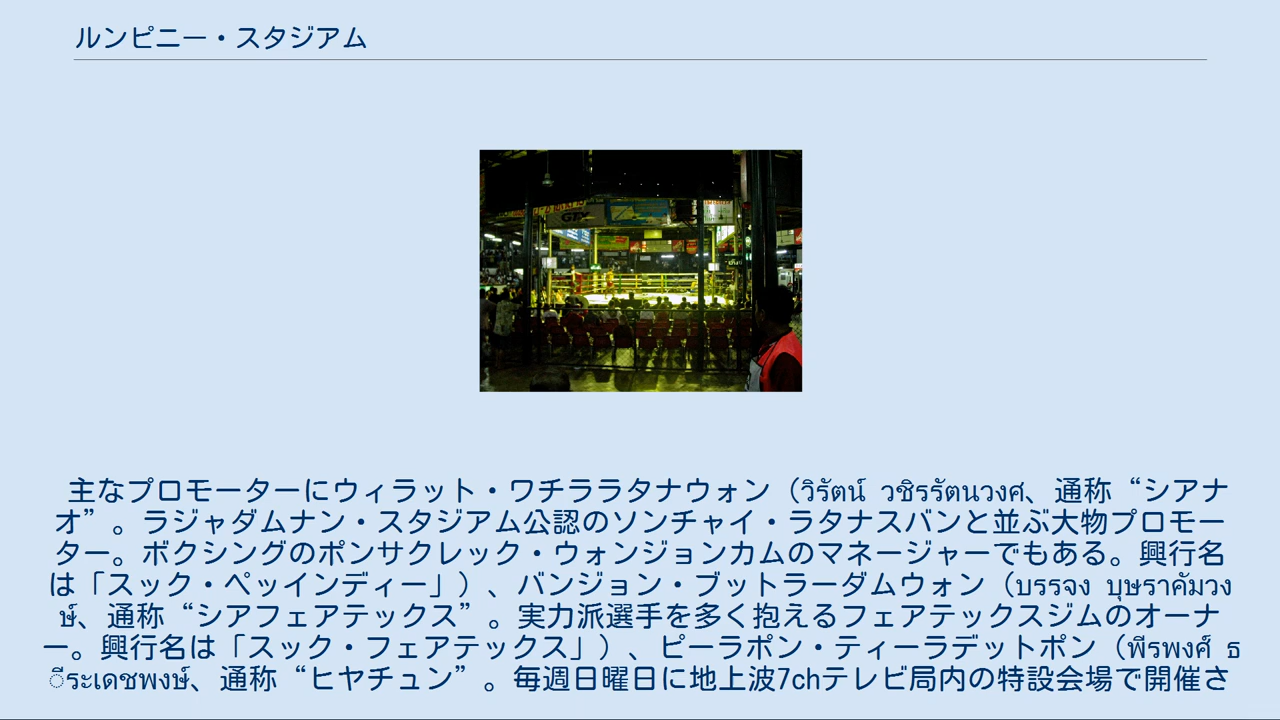 ルンピニー・スタジアム
GTX
主なプロモーターにウィラット・ワチララタナウォン（วิรัตน์ วชิรรัตนวงศ์、通称“シアナ
オ”。ラジャダムナン・スタジアム公認のソンチャイ・ラタナスバンと並ぶ大物プロモー
ター。ボクシングのポンサクレック・ウォンジョンカムのマネージャーでもある。興行名
は「スック・ペッインディー」）、バンジョン・ブットラーダムウォン（บรรจง บุษราคัมวง
ษ์、通称“シアフェアテックス”。実力派選手を多く抱えるフェアテックスジムのオーナ
ー。興行名は「スック・フェアテックス」）、ピーラポン・ティーラデットポン（พีรพงศ์ ธ
ีระเดชพงษ์、通称“ヒヤチュン”。毎週日曜日に地上波7chテレビ局内の特設会場で開催さ